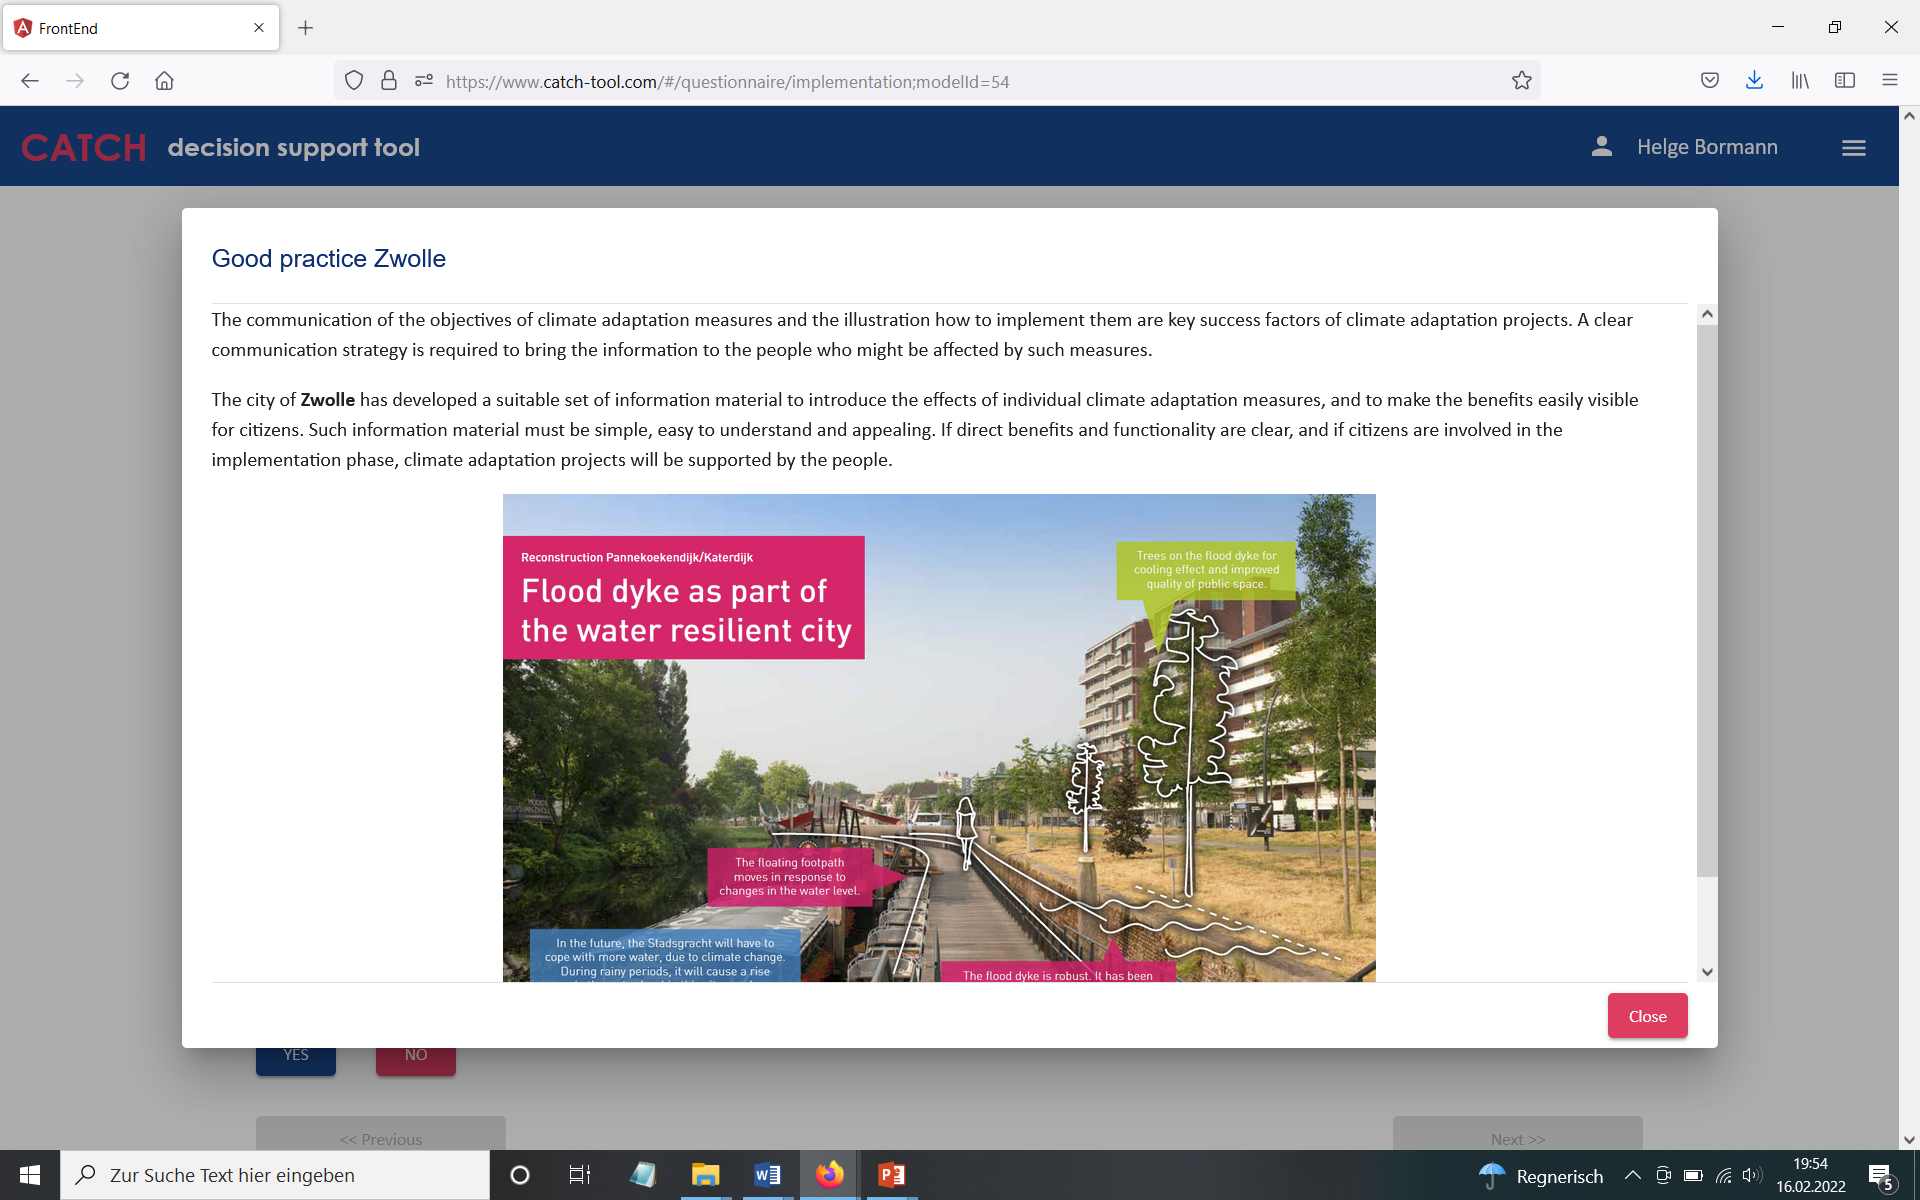 FrontEnd
https://www.catch-tool.com/#/questionnaire/implementation;modelId=54
CATCH decision support tool
Helge Bormann
Good practice Zwolle
The communication of the objectives of climate adaptation measures and the illustration how to implement them are key success factors of climate adaptation projects. A clear
communication strategy is required to bring the information to the people who might be affected by such measures.
The city of Zwolle has developed a suitable set of information material to introduce the effects of individual climate adaptation measures, and to make the benefits easily visible
for citizens. Such information material must be simple, easy to understand and appealing. If direct benefits and functionality are clear, and if citizens are involved in the
implementation phase, climate adaptation projects will be supported by the people.
Reconstruction Pannekoekendijk/Katerdijk
Flood dyke as part of
the water resilient city
Trees on the flood dyke for
cooling effect and improved
quality of public space.
The floating footpath
moves in response to
changes in the water level.
In the future, the Stadsgracht will have to
cope with more water, due to climate change.
During rainy periods, it will cause a rise
The flood dyke is robust. It has been
Close
YES
NO
<< Previous
Next >>
Zur Suche Text hier eingeben
Regnerisch
19:54
16.02.2022
5